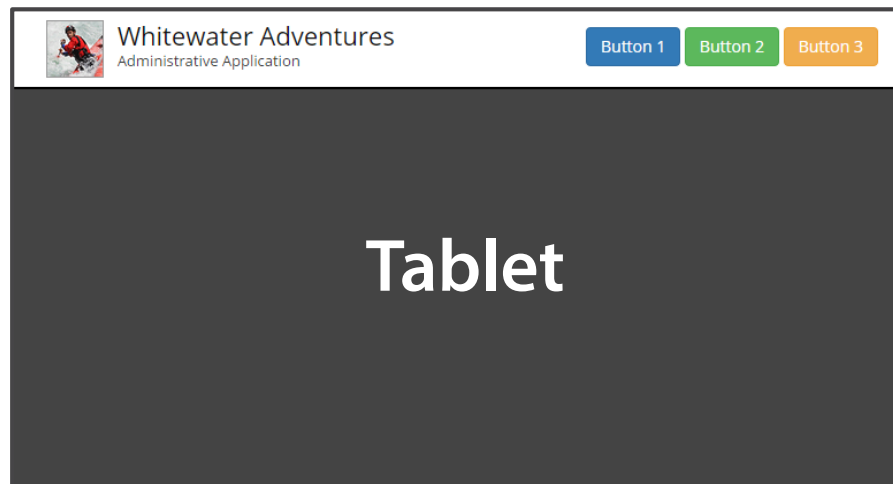 Whitewater Adventures
Administrative Application
Button 1 Button 2 Button 3
Tablet